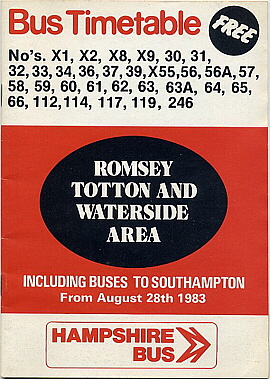 Bus Timetable
FREE
No's. X1, X2, X8, X9, 30, 31,
32, 33, 34, 36, 37, 39, X55, 56, 56A, 57,
58, 59, 60, 61, 62, 63, 63A, 64, 65,
66, 112, 114, 117, 119, 246
ROMSEY
TOTTON AND
WATERSIDE
AREA
INCLUDING BUSES TO SOUTHAMPTON
From August 28th 1983
HAMPSHIRE
BUS